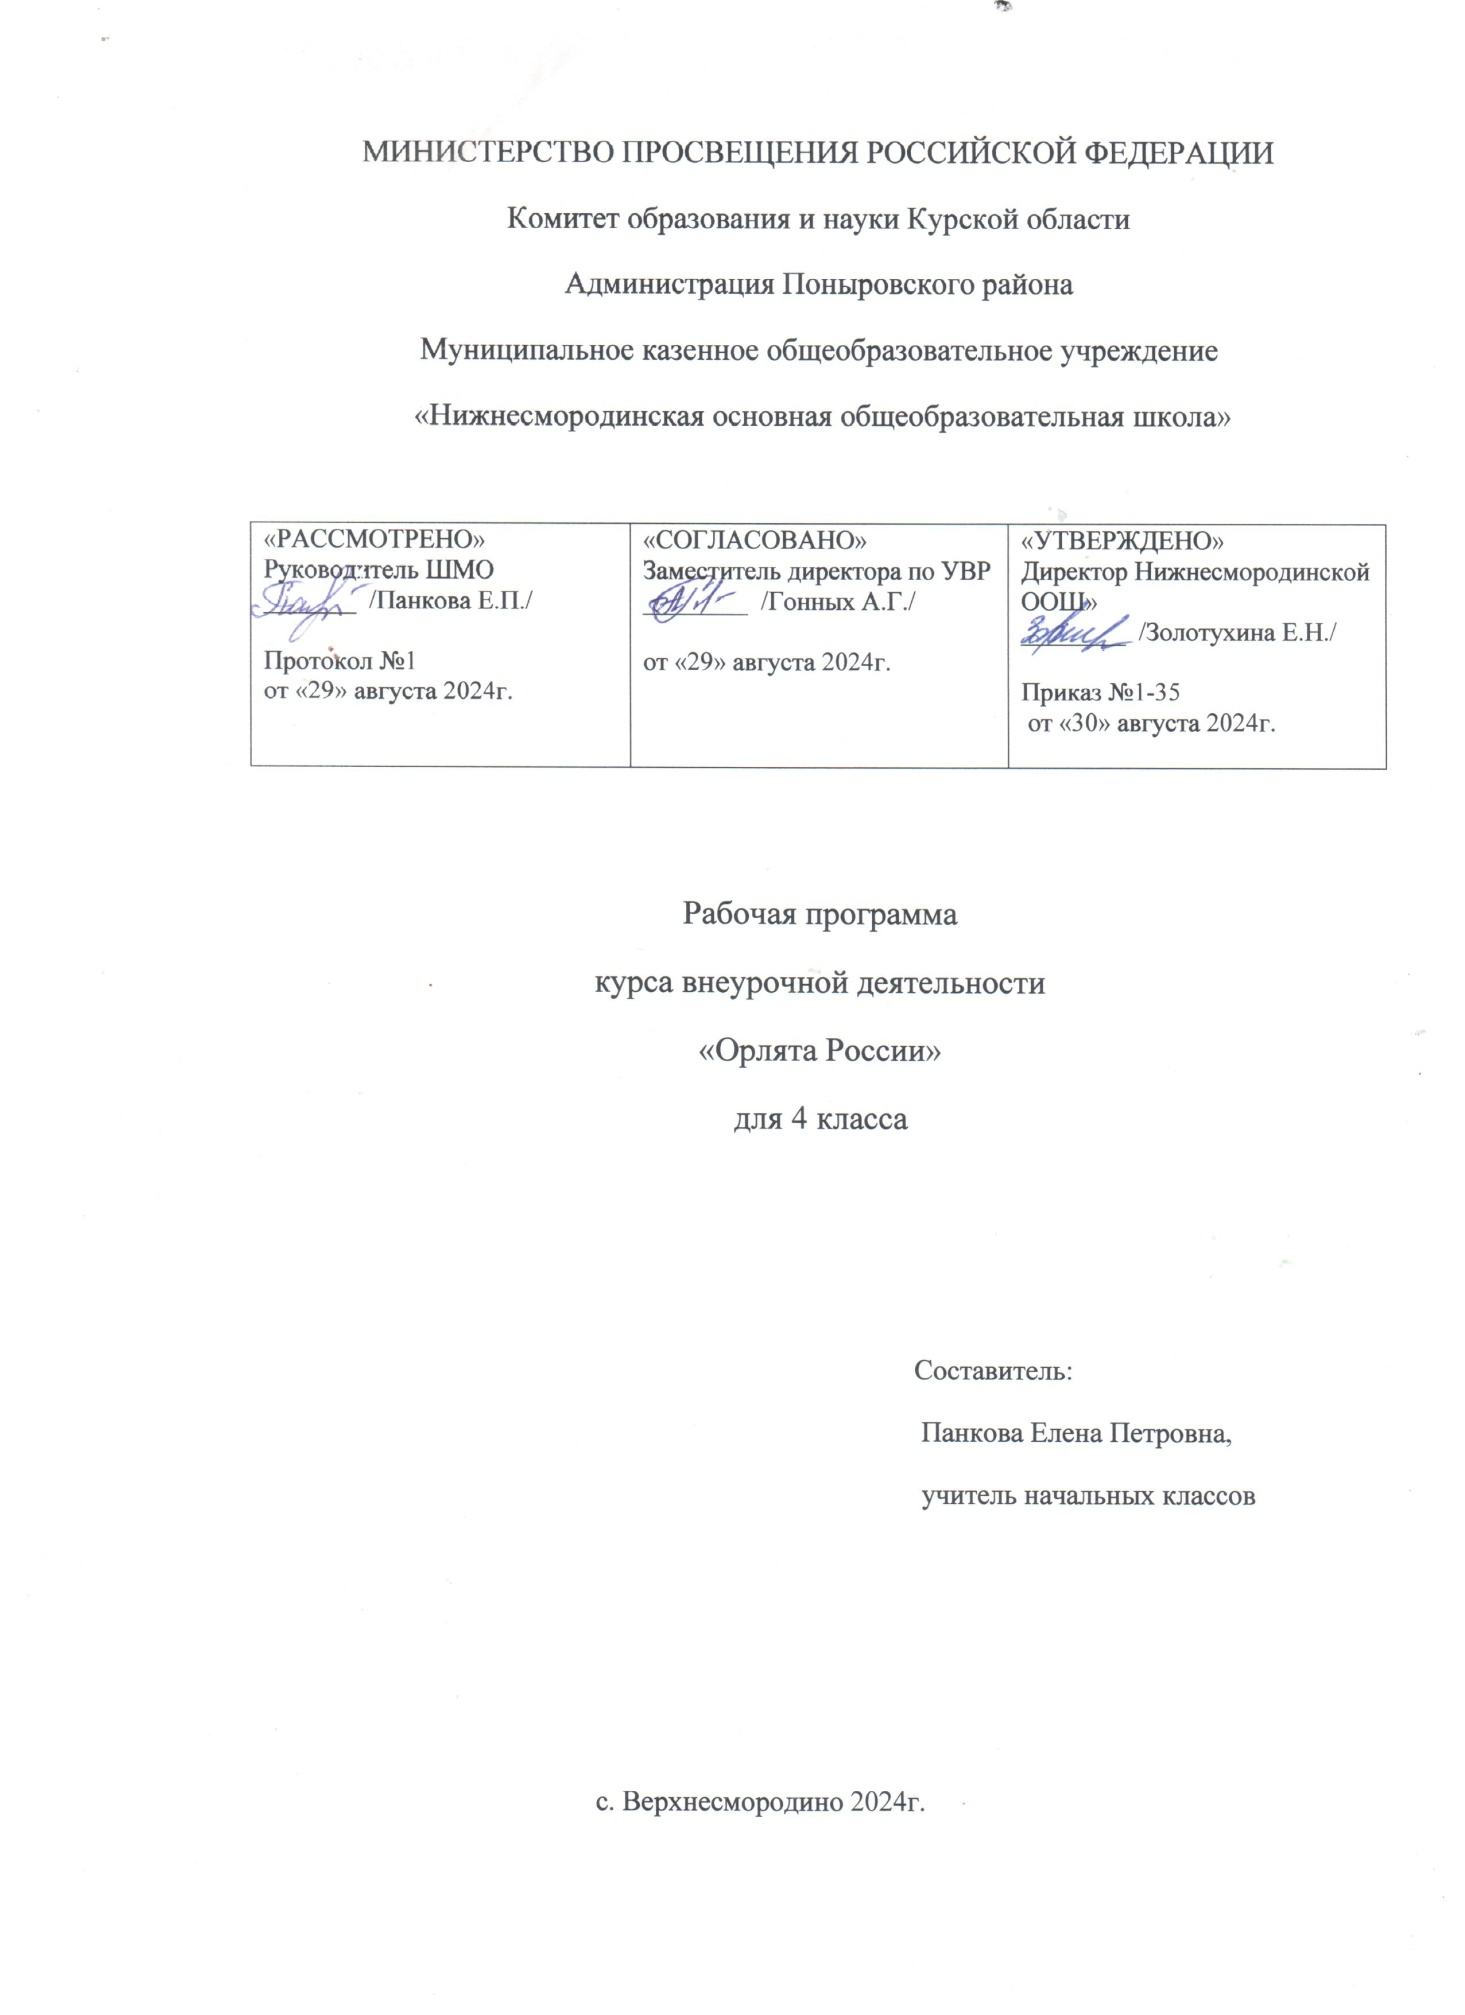 МИНИСТЕРСТВО ПРОСВЕЩЕНИЯ РОССИЙСКОЙ ФЕДЕРАЦИИ
Комитет образования и науки Курской области
Администрация Поныровского района
Муниципальное казенное общеобразовательное учреждение
«Нижнесмородинская основная общеобразовательная школа»
«РАССМОТРЕНО»
Руководитель ШМО
/Панкова Е.П./
Протокол №1
от «29» августа 2024г.
«СОГЛАСОВАНО»
Заместитель директора по УВР
/Гонных А.Г./
от «29» августа 2024г.
«УТВЕРЖДЕНО»
Директор Нижнесмородинской
ООШ»
/Золотухина Е.Н./
Приказ №1-35
от «30» августа 2024г.
Рабочая программа
курса внеурочной деятельности
«Орлята России»
для 4 класса
Составитель:
Панкова Елена Петровна,
учитель начальных классов
с. Верхнесмородино 2024г.